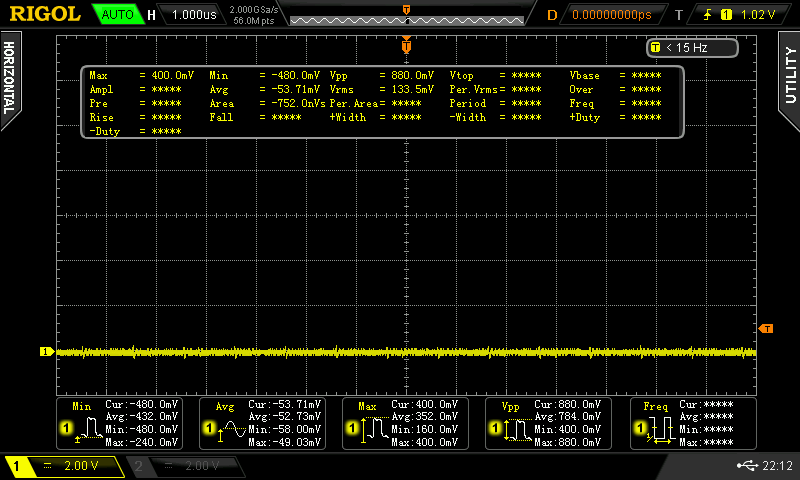 RIGOL AUTO H 1.000us 2.000GSa/s 56.0M pts T D 0.00000000ps T 1 1.02 V
T
T < 15 Hz
HORIZONTAL
UTILITY
Max = 400.0mV Min = -480.0mV Vpp = 880.0mV Vtop = ***** Vbase = *****
Ampl = ***** Avg = -53.71mV Vrms = 133.5mV Per.Vrms= ***** Over = *****
Pre = ***** Area = -752.0nVs Per.Area= ***** Period = ***** Freq = *****
Rise = ***** Fall = ***** +Width = ***** -Width = ***** +Duty = *****
-Duty = *****
T
1
Min
1
Cur:-480.0mV
Avg:-432.0mV
Min:-480.0mV
Max:-240.0mV
Avg
1
Cur:-53.71mV
Avg:-52.73mV
Min:-58.00mV
Max:-49.03mV
Max
1
Cur:400.0mV
Avg:352.0mV
Min:160.0mV
Max:400.0mV
Vpp
1
Cur:880.0mV
Avg:784.0mV
Min:400.0mV
Max:880.0mV
Freq
1
Cur:*****
Avg:*****
Min:*****
Max:*****
1 2.00 V 2 2.00 V 22:12